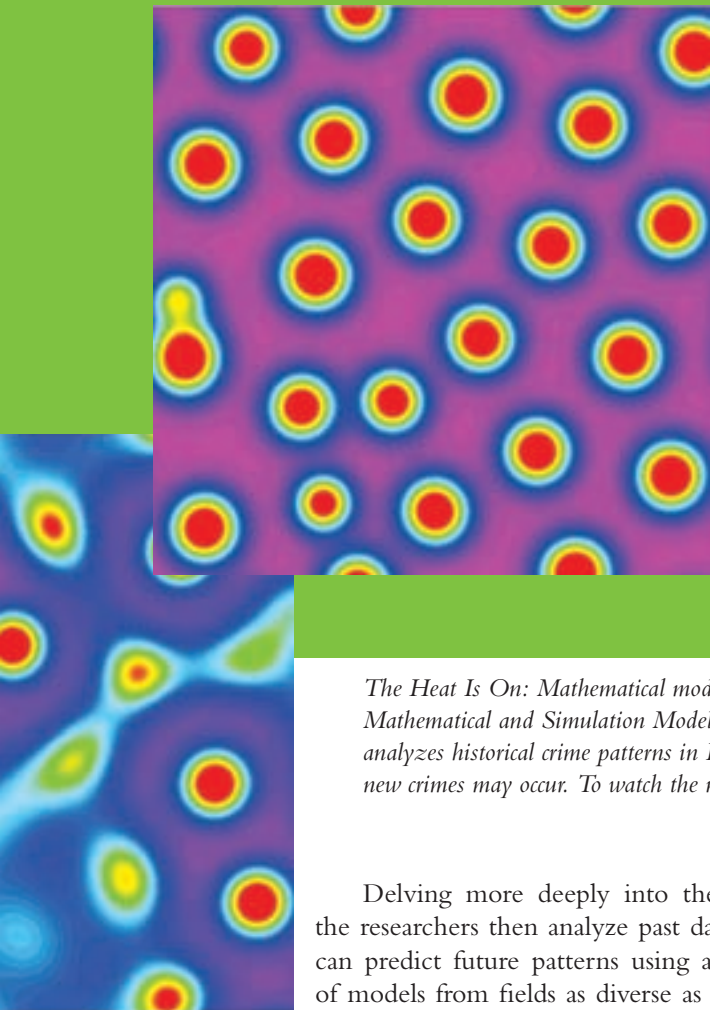 The Heat Is On: Mathematical mod
Mathematical and Simulation Model
analyzes historical crime patterns in
new crimes may occur. To watch the
Delving more deeply into the
the researchers then analyze past da
can predict future patterns using a
of models from fields as diverse as